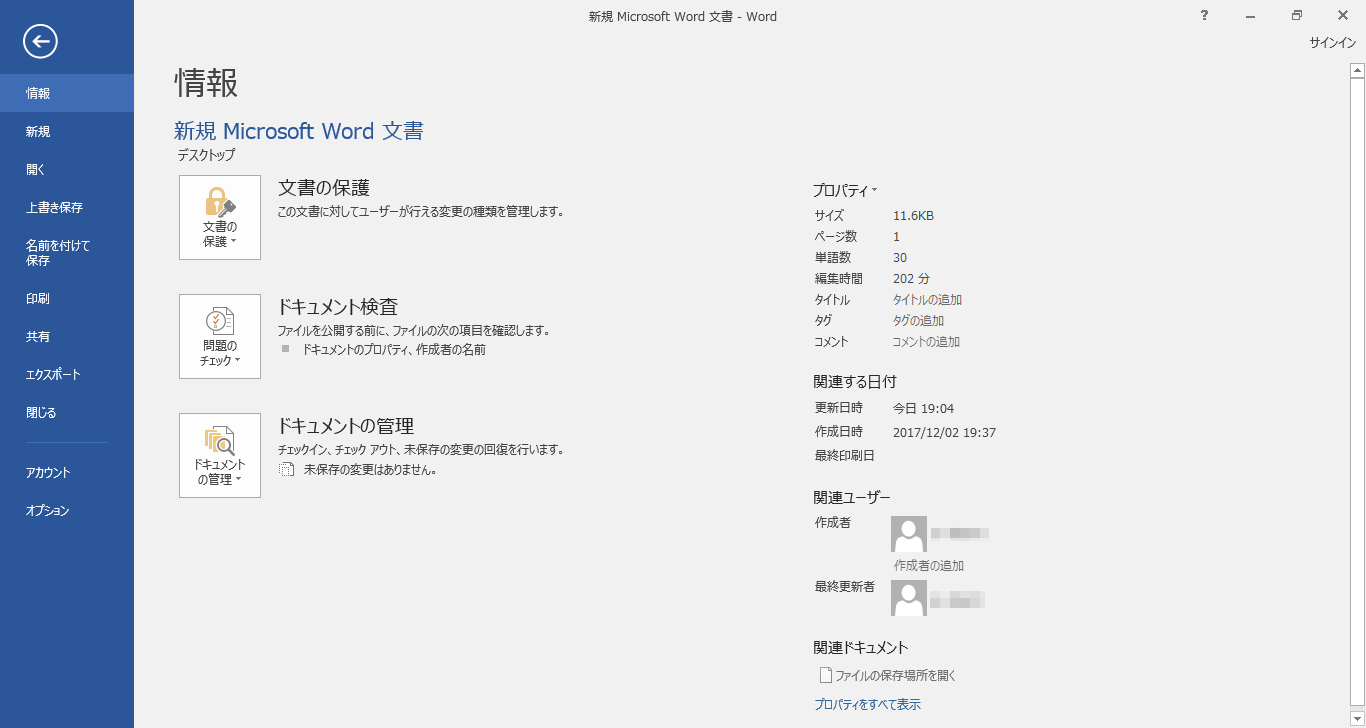 新規 Microsoft Word 文書 - Word
?
サインイン
情報
新規
開く
上書き保存
名前を付けて
保存
印刷
共有
エクスポート
閉じる
アカウント
オプション
情報
新規 Microsoft Word 文書
デスクトップ
文書の
保護
文書の保護
この文書に対してユーザーが行える変更の種類を管理します。
問題の
チェック
ドキュメント検査
ファイルを公開する前に、ファイルの次の項目を確認します。
ドキュメントのプロパティ、作成者の名前
ドキュメント
の管理
ドキュメントの管理
チェックイン、チェック アウト、未保存の変更の回復を行います。
未保存の変更はありません。
プロパティ
サイズ 11.6KB
ページ数 1
単語数 30
編集時間 202 分
タイトル タイトルの追加
タグ タグの追加
コメント コメントの追加
関連する日付
更新日時 今日 19:04
作成日時 2017/12/02 19:37
最終印刷日
関連ユーザー
作成者
作成者の追加
最終更新者
関連ドキュメント
ファイルの保存場所を開く
プロパティをすべて表示